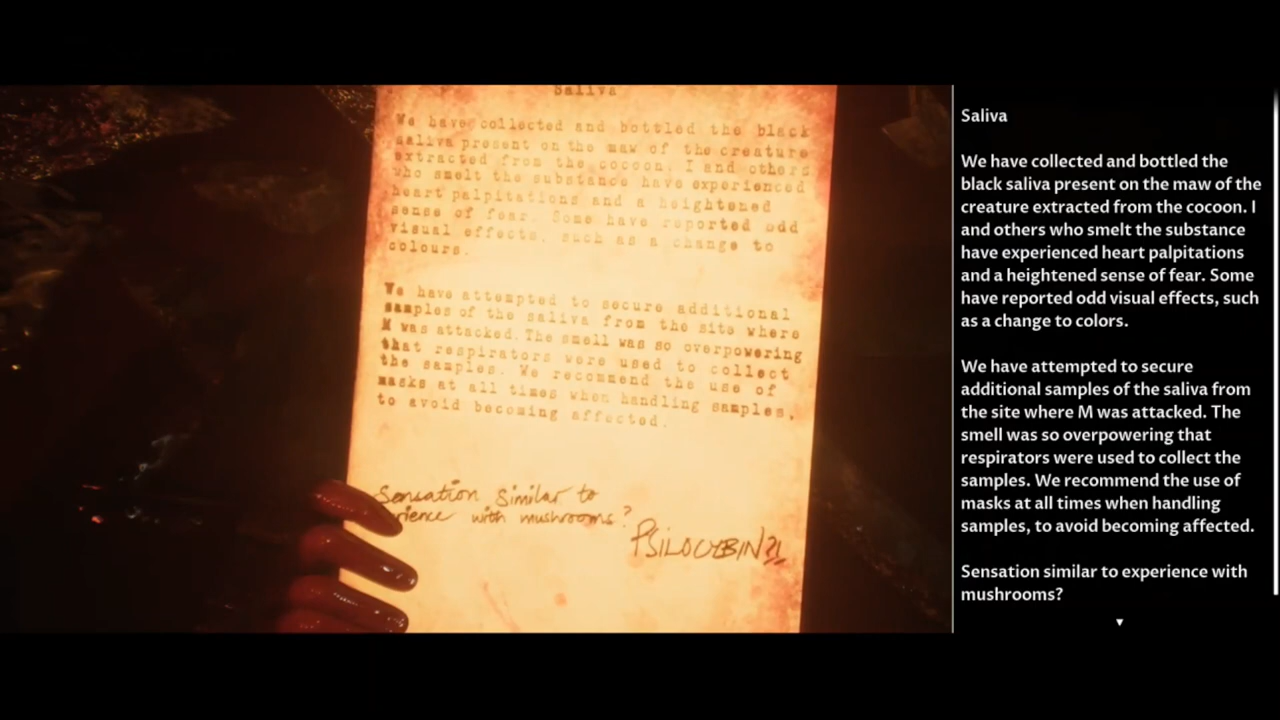 Saliva
We have collected and bottled the black
saliva present on the maw of the creature
extracted from the cocoon. I and others
who smelt the substance have experienced
heart palpitations and a heightened
sense of fear. Some have reported odd
visual effects, such as a change to
colours.
We have attempted to secure additional
samples of the saliva from the site where
M was attacked. The smell was so overpowering
that respirators were used to collect
the samples. We recommend the use of
masks at all times when handling samples,
to avoid becoming affected.
Sensation similar to
rience with mushrooms?
PSILOCYBIN?!
Saliva
We have collected and bottled the
black saliva present on the maw of the
creature extracted from the cocoon. I
and others who smelt the substance
have experienced heart palpitations
and a heightened sense of fear. Some
have reported odd visual effects, such
as a change to colors.
We have attempted to secure
additional samples of the saliva from
the site where M was attacked. The
smell was so overpowering that
respirators were used to collect the
samples. We recommend the use of
masks at all times when handling
samples, to avoid becoming affected.
Sensation similar to experience with
mushrooms?